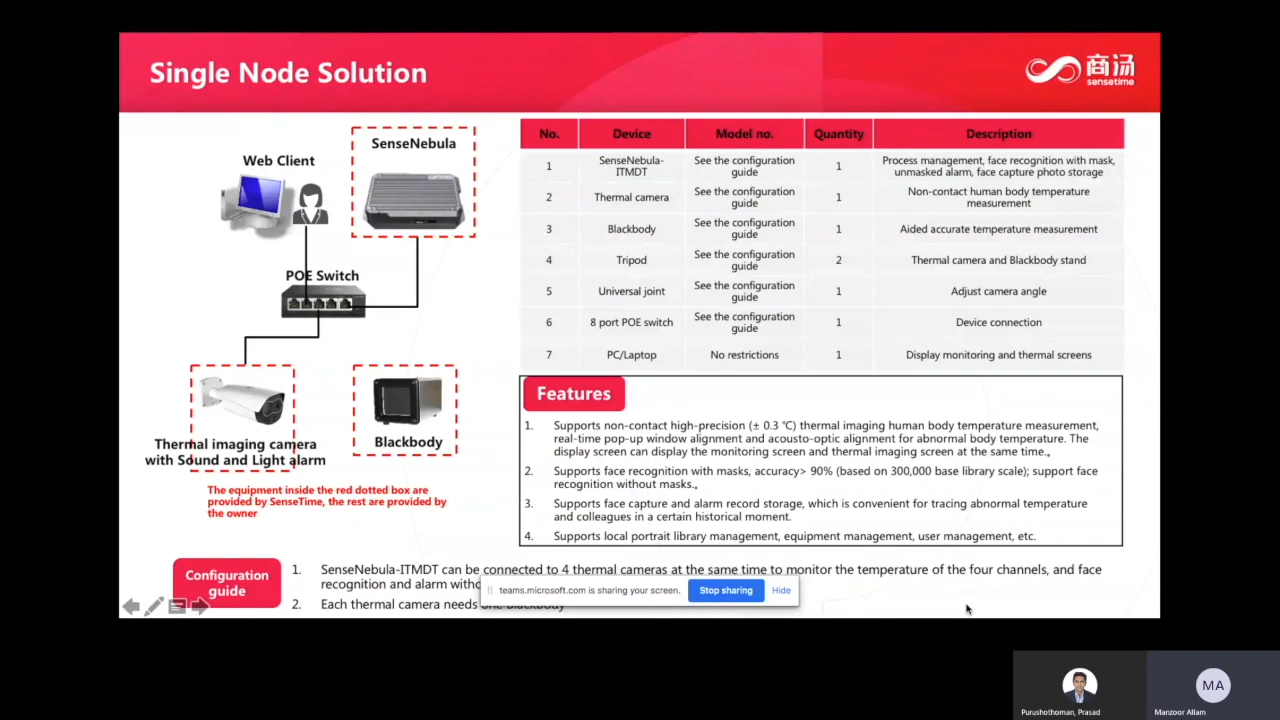 Single Node Solution
商汤
sensetime
Web Client
SenseNebula
POE Switch
Thermal imaging camera
with Sound and Light alarm
Blackbody
The equipment inside the red dotted box are
provided by SenseTime, the rest are provided by
the owner
No. Device Model no. Quantity Description
1 SenseNebula-ITMDT See the configuration guide 1 Process management, face recognition with mask, unmasked alarm, face capture photo storage
2 Thermal camera See the configuration guide 1 Non-contact human body temperature measurement
3 Blackbody See the configuration guide 1 Aided accurate temperature measurement
4 Tripod See the configuration guide 2 Thermal camera and Blackbody stand
5 Universal joint See the configuration guide 1 Adjust camera angle
6 8 port POE switch See the configuration guide 1 Device connection
7 PC/Laptop No restrictions 1 Display monitoring and thermal screens
Features
1. Supports non-contact high-precision (± 0.3 ℃) thermal imaging human body temperature measurement,
real-time pop-up window alignment and acousto-optic alignment for abnormal body temperature. The
display screen can display the monitoring screen and thermal imaging screen at the same time.。
2. Supports face recognition with masks, accuracy> 90% (based on 300,000 base library scale); support face
recognition without masks.。
3. Supports face capture and alarm record storage, which is convenient for tracing abnormal temperature
and colleagues in a certain historical moment.
4. Supports local portrait library management, equipment management, user management, etc.
Configuration
guide
1. SenseNebula-ITMDT can be connected to 4 thermal cameras at the same time to monitor the temperature of the four channels, and face
recognition and alarm
2. Each thermal camera needs one Blackbody
teams.microsoft.com is sharing your screen. Stop sharing Hide
MA
Purushothoman, Prasad
Manzoor Allam